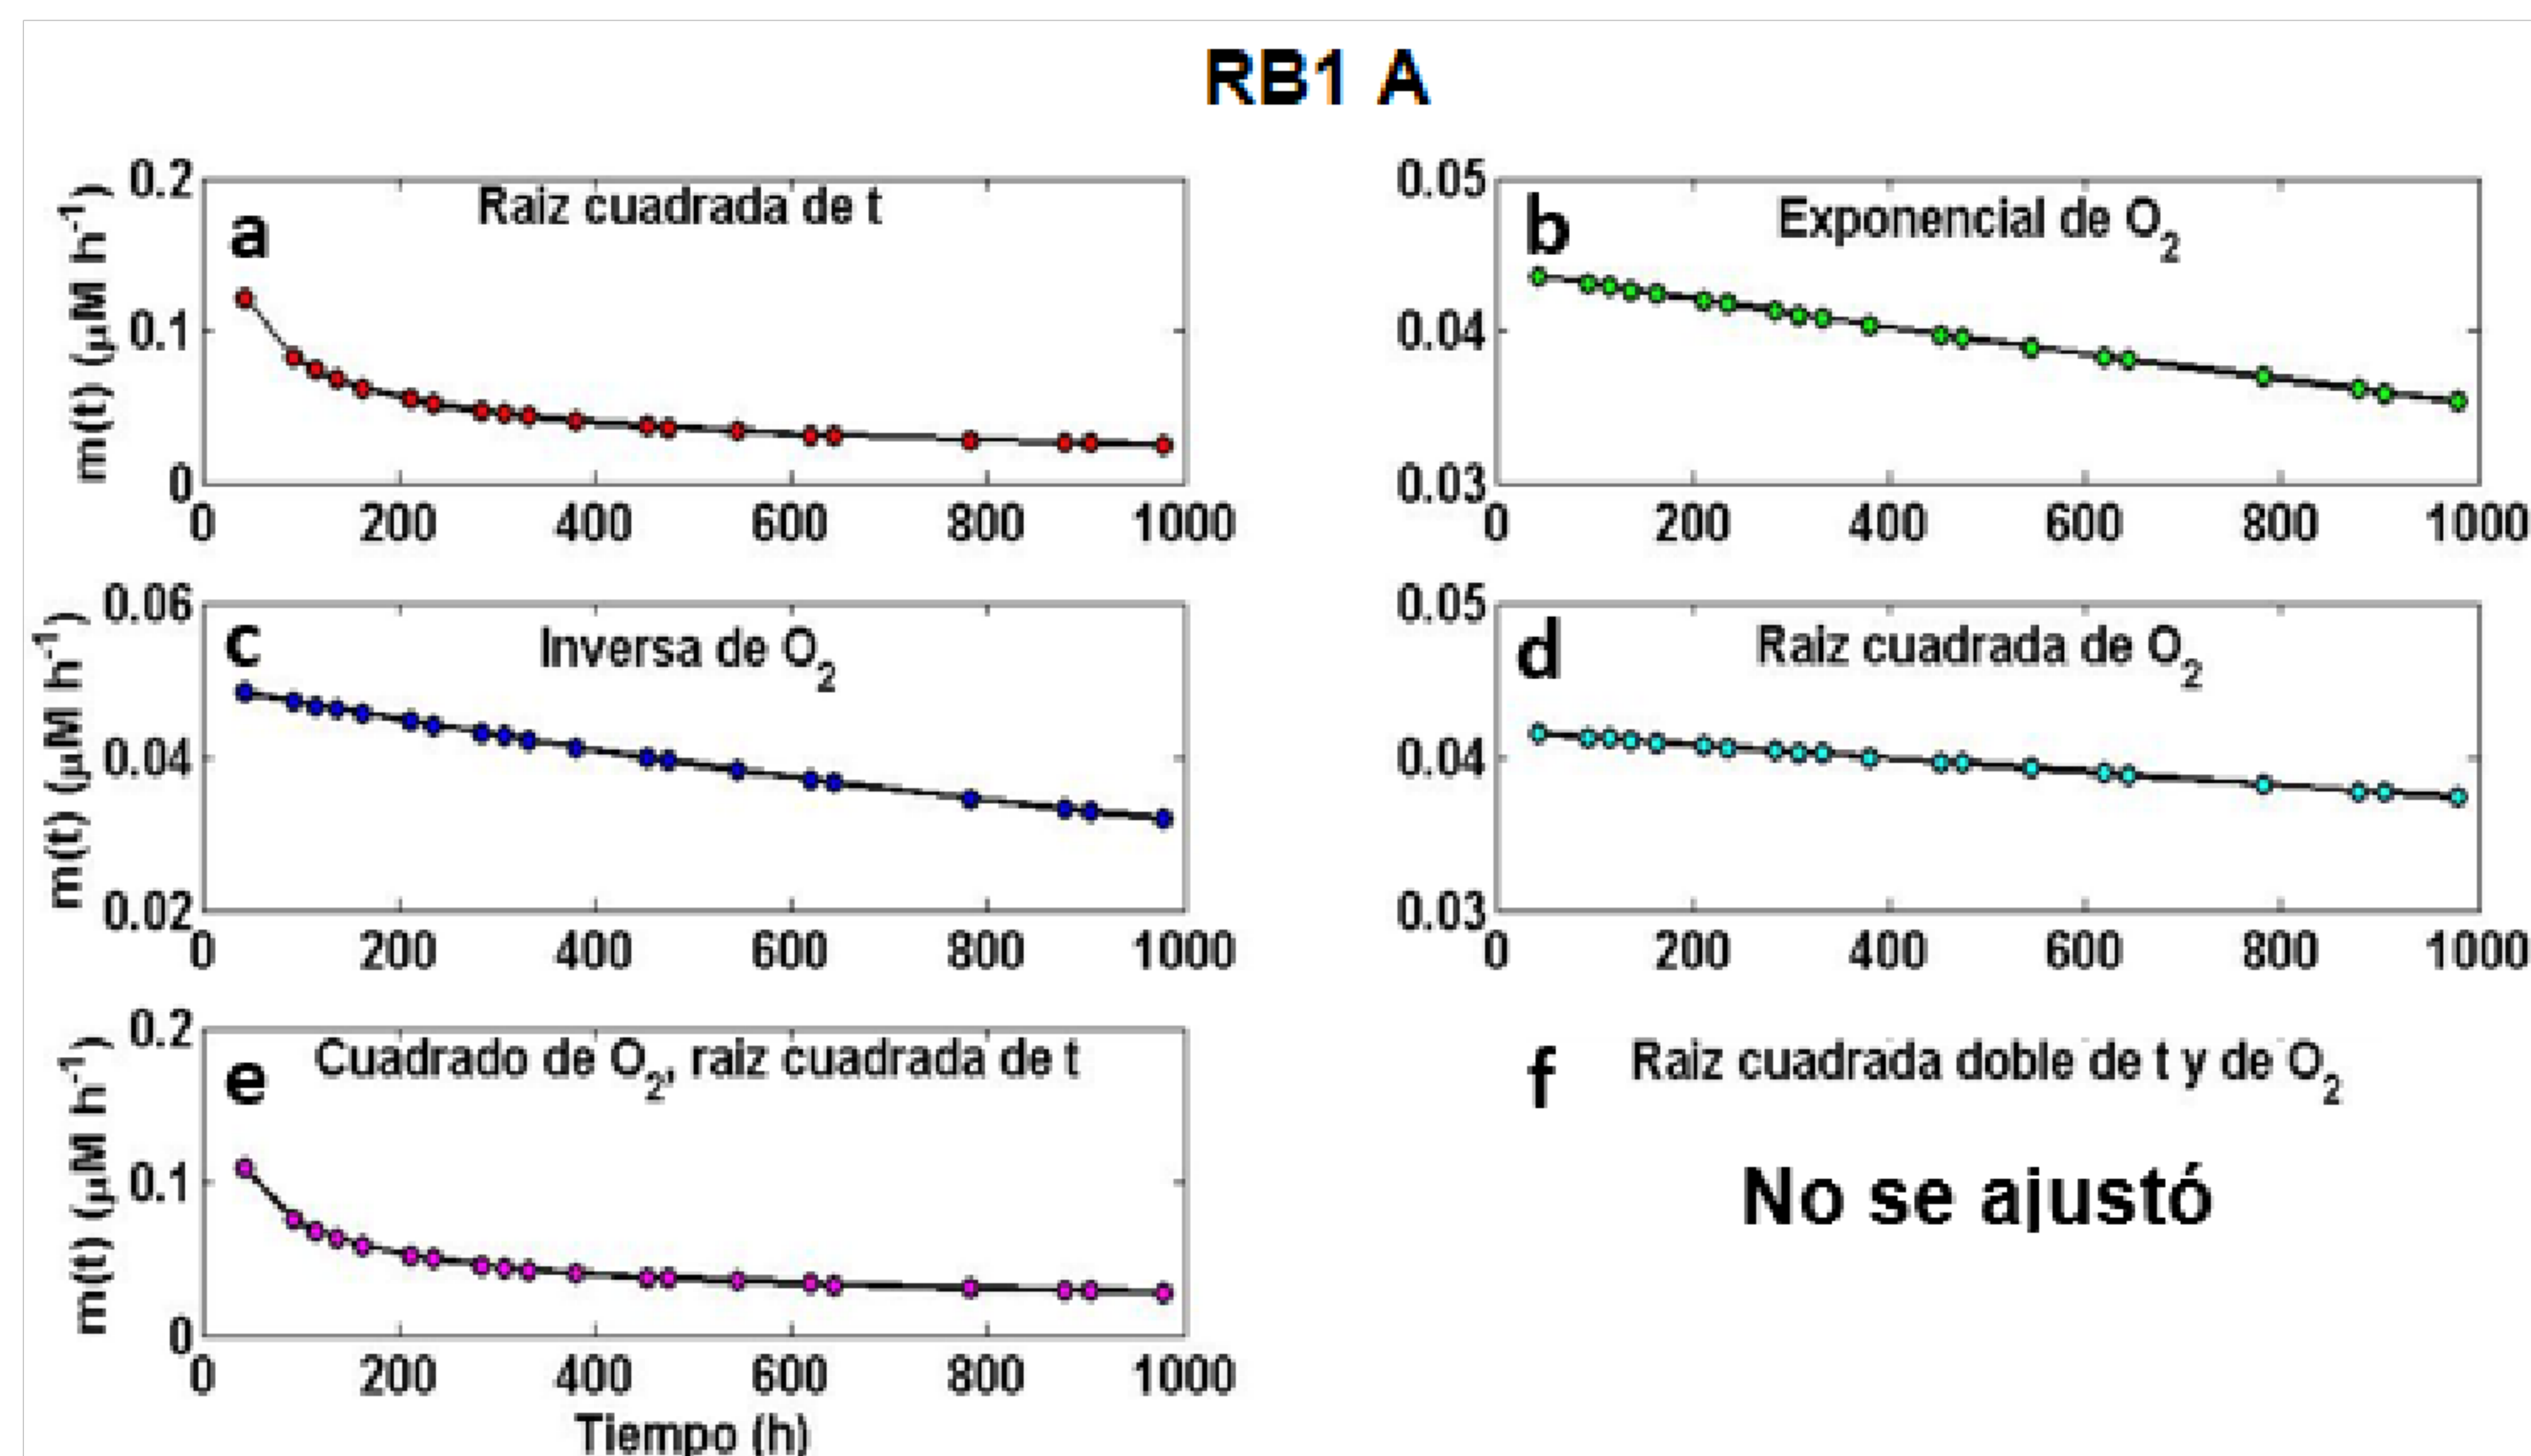 RB1 A
a
Raiz cuadrada de t
m(t) (µM h⁻¹)
0.2
0.1
0
0 200 400 600 800 1000
b
Exponencial de O₂
0.05
0.04
0.03
0 200 400 600 800 1000
c
Inversa de O₂
m(t) (µM h⁻¹)
0.06
0.04
0.02
0 200 400 600 800 1000
d
Raiz cuadrada de O₂
0.05
0.04
0.03
0 200 400 600 800 1000
e
Cuadrado de O₂, raiz cuadrada de t
m(t) (µM h⁻¹)
0.2
0.1
0
0 200 400 600 800 1000
Tiempo (h)
f
Raiz cuadrada doble de t y de O₂
No se ajustó